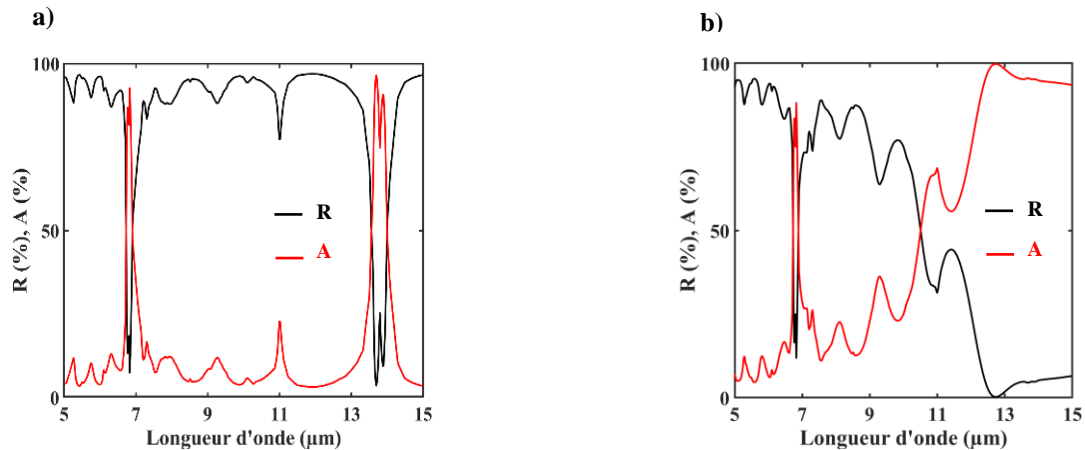 a)
100
50
0
R (%), A (%)
R
A
5 7 9 11 13 15
Longueur d'onde (µm)
b)
100
50
0
R (%), A (%)
R
A
5 7 9 11 13 15
Longueur d'onde (µm)